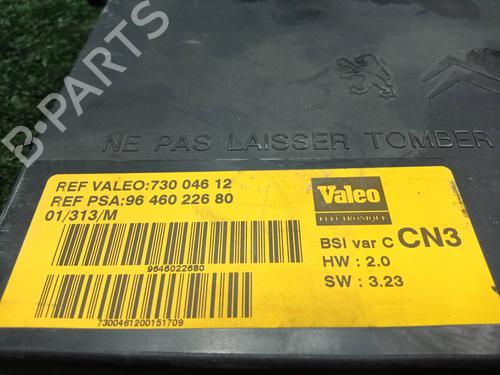 B-PARTS
NE PAS LAISSER TOMBER
REF VALEO:730 046 12
REF PSA:96 460 226 80
01/313/M
9646022680
7300461200151709
Valeo
ELECTRONIQUE
BSI var C CN3
HW : 2.0
SW : 3.23